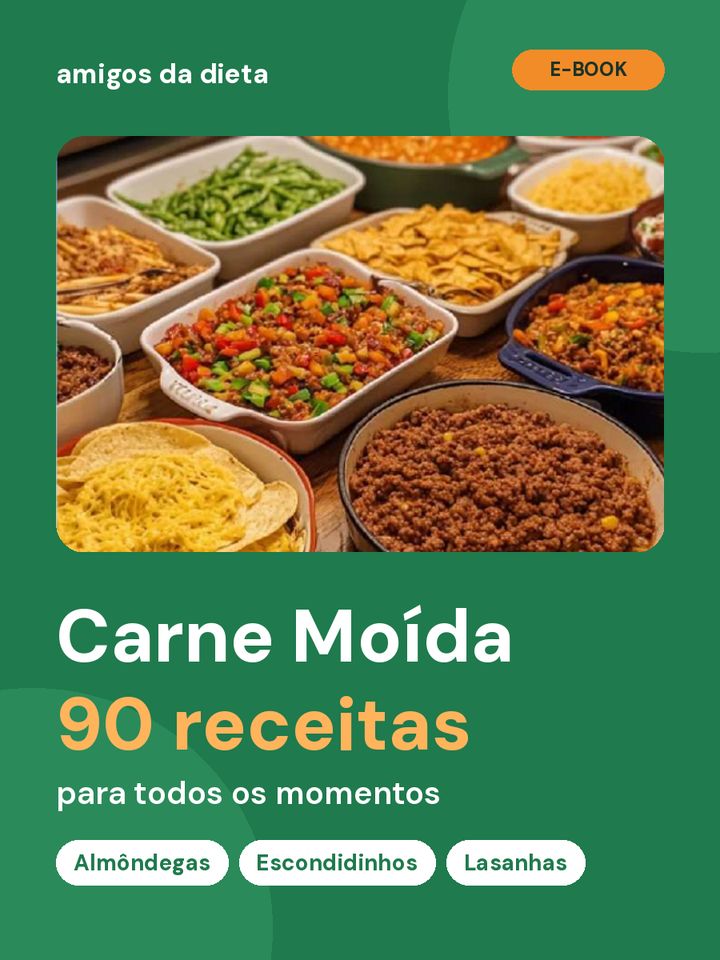 amigos da dieta
E-BOOK
Carne Moída
90 receitas
para todos os momentos
Almôndegas
Escondidinhos
Lasanhas